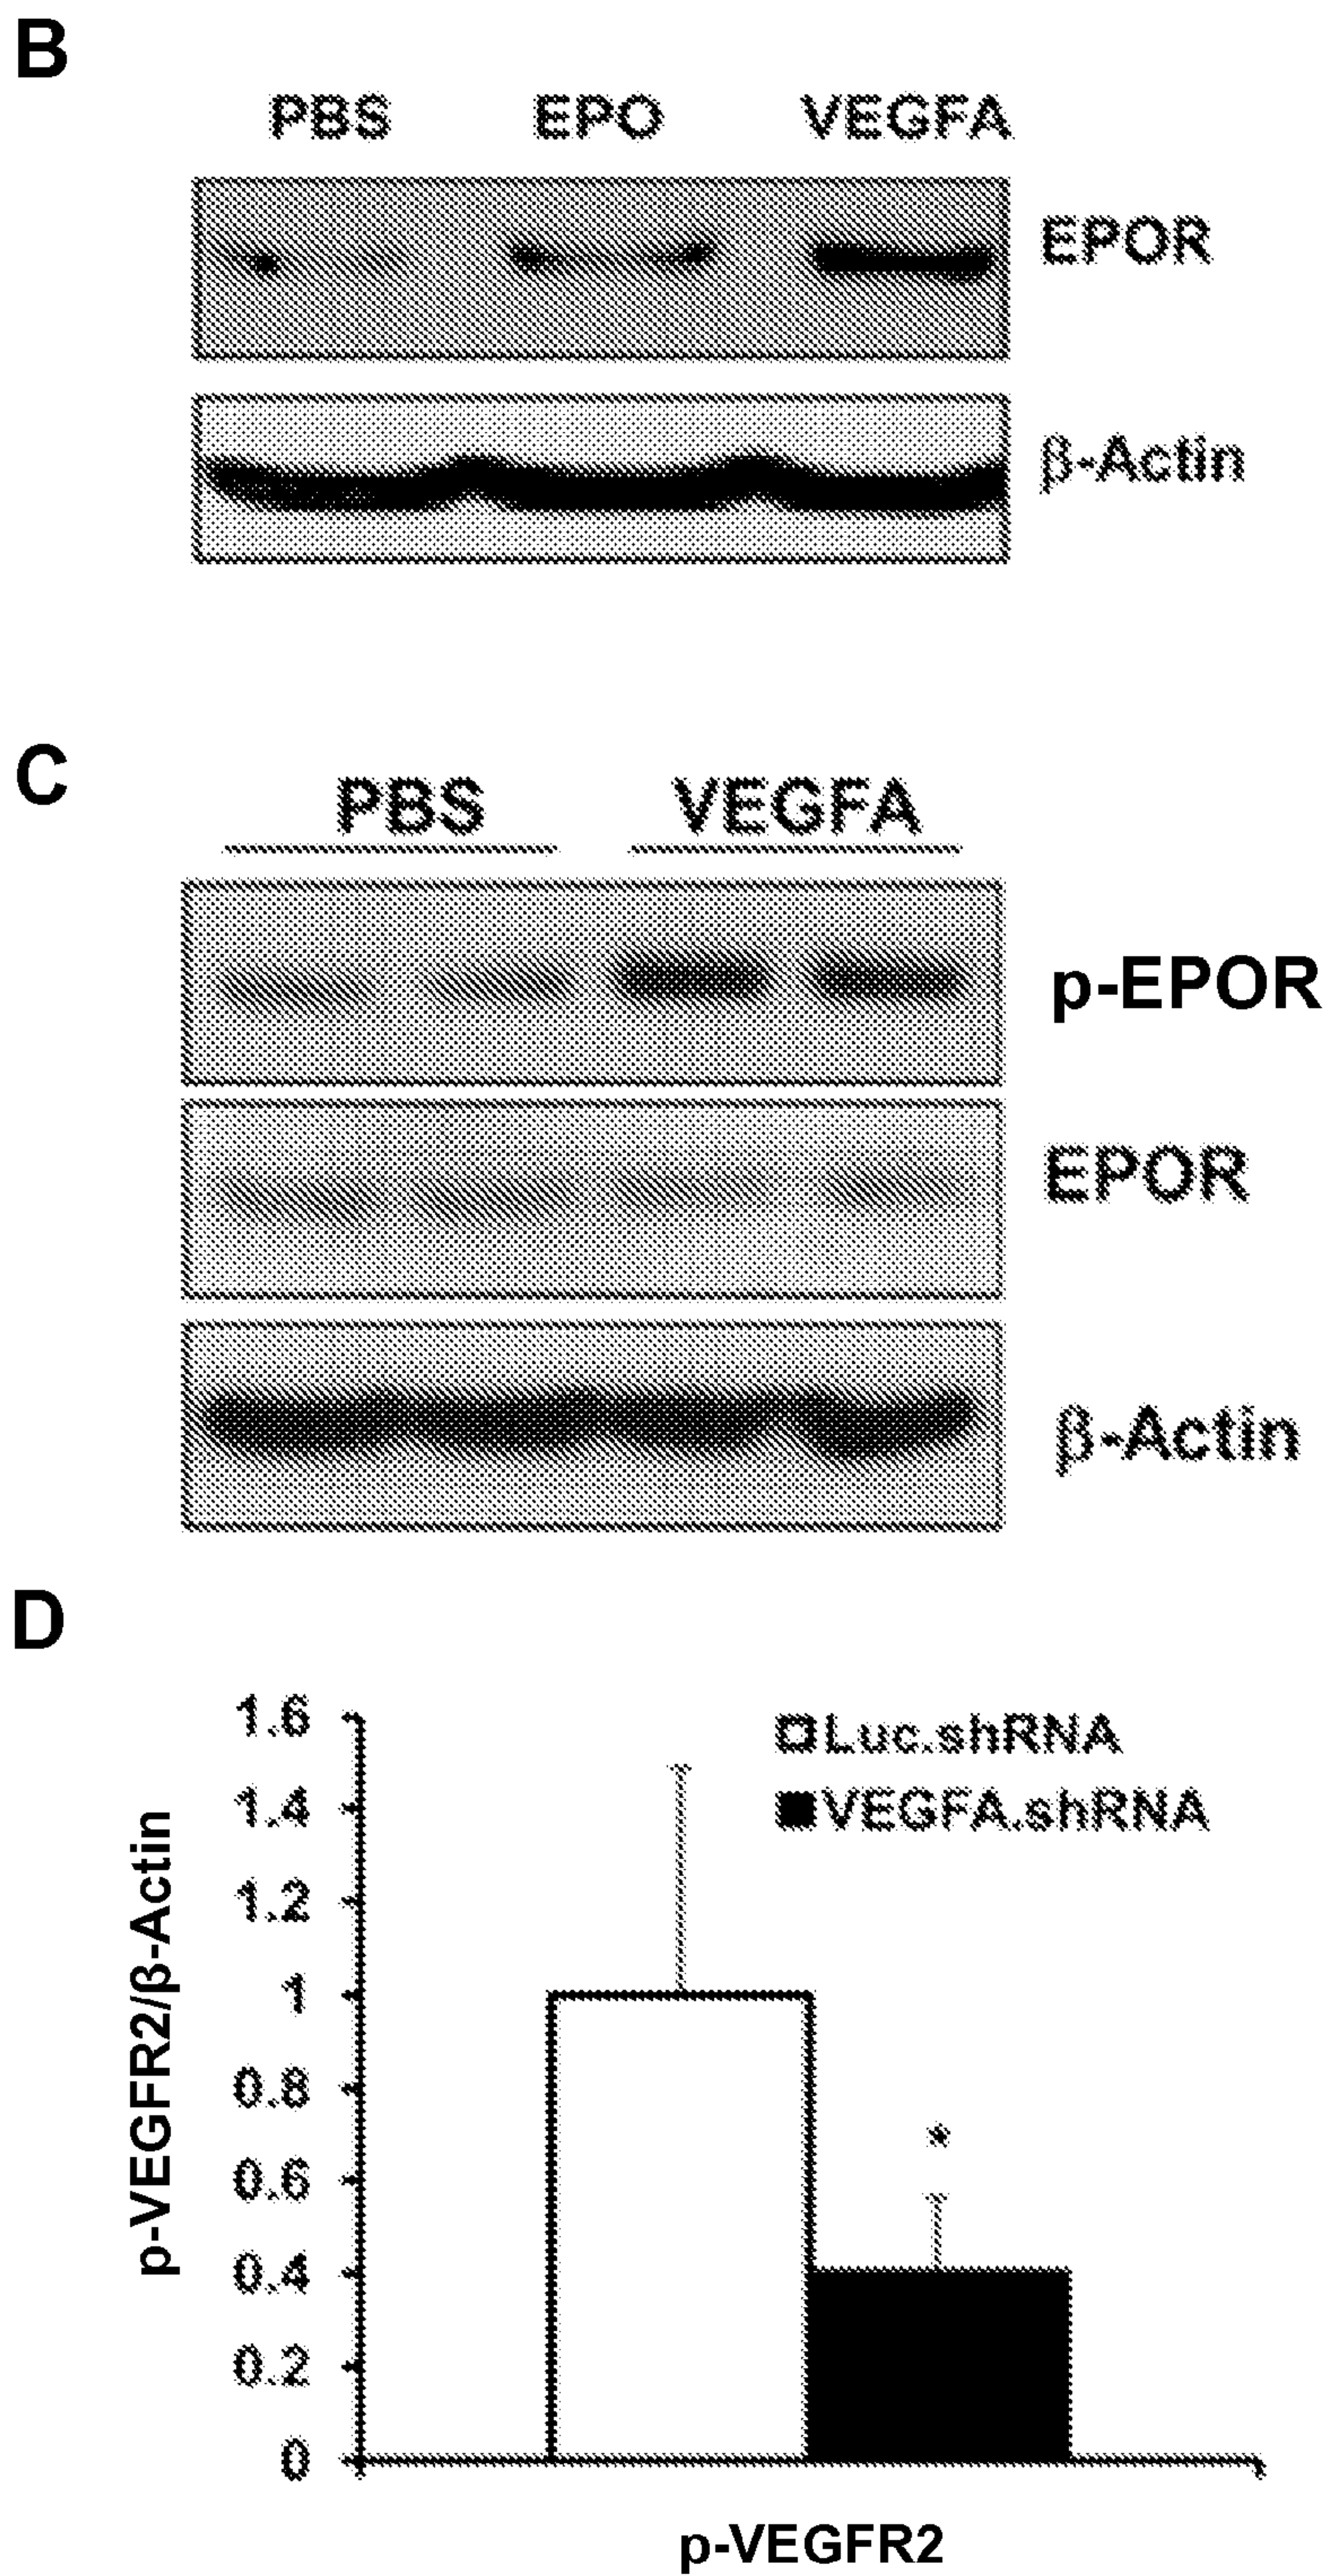 B
PBS EPO VEGFA
EPOR
β-Actin
C
PBS VEGFA
p-EPOR
EPOR
β-Actin
D
p-VEGFR2/β-Actin
1.6
1.4
1.2
1
0.8
0.6
0.4
0.2
0
Luc.shRNA
VEGFA.shRNA
*
p-VEGFR2